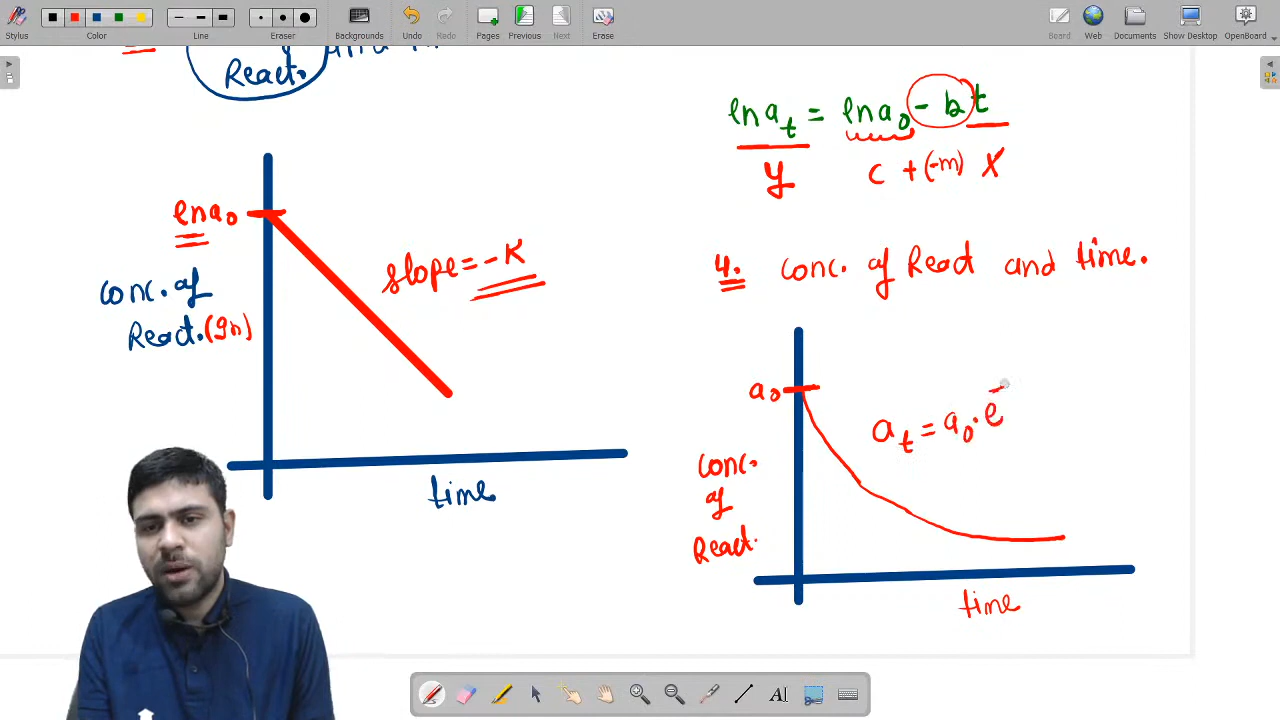 Stylus Color Line Eraser Backgrounds Undo Redo Pages Previous Next Erase Board Web Documents Show Desktop OpenBoard
React.
ln a_t = ln a_0 - k t
y c + (-m) x
ln a_0
slope = - K
conc. of
React. (ln)
time
4. conc. of React and time.
a_0
a_t = a_0 . e^-
conc.
of
React.
time